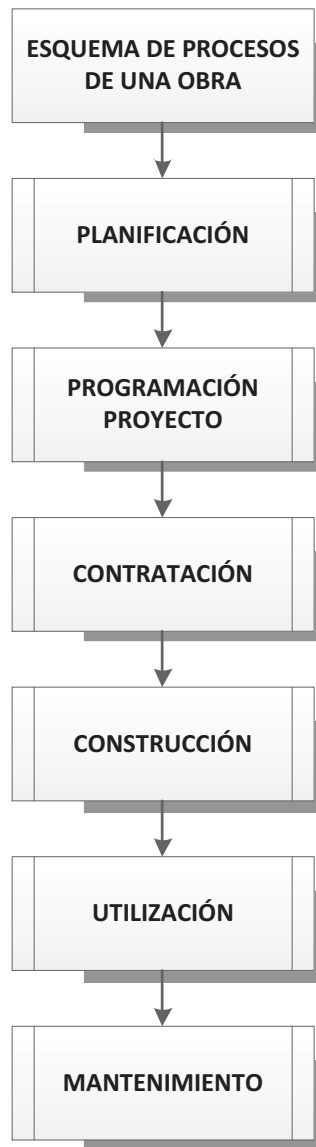 ESQUEMA DE PROCESOS
DE UNA OBRA
PLANIFICACIÓN
PROGRAMACIÓN
PROYECTO
CONTRATACIÓN
CONSTRUCCIÓN
UTILIZACIÓN
MANTENIMIENTO